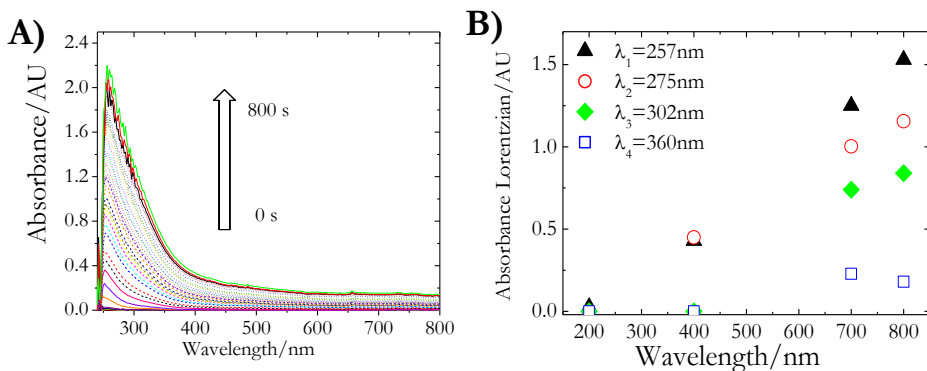 A)
Absorbance/AU
2.4
2.0
1.6
1.2
0.8
0.4
0.0
800 s
0 s
300 400 500 600 700 800
Wavelength/nm
B)
Absorbance Lorentzian/AU
1.5
1.0
0.5
0.0
λ₁=257nm
λ₂=275nm
λ₃=302nm
λ₄=360nm
200 300 400 500 600 700 800
Wavelength/nm